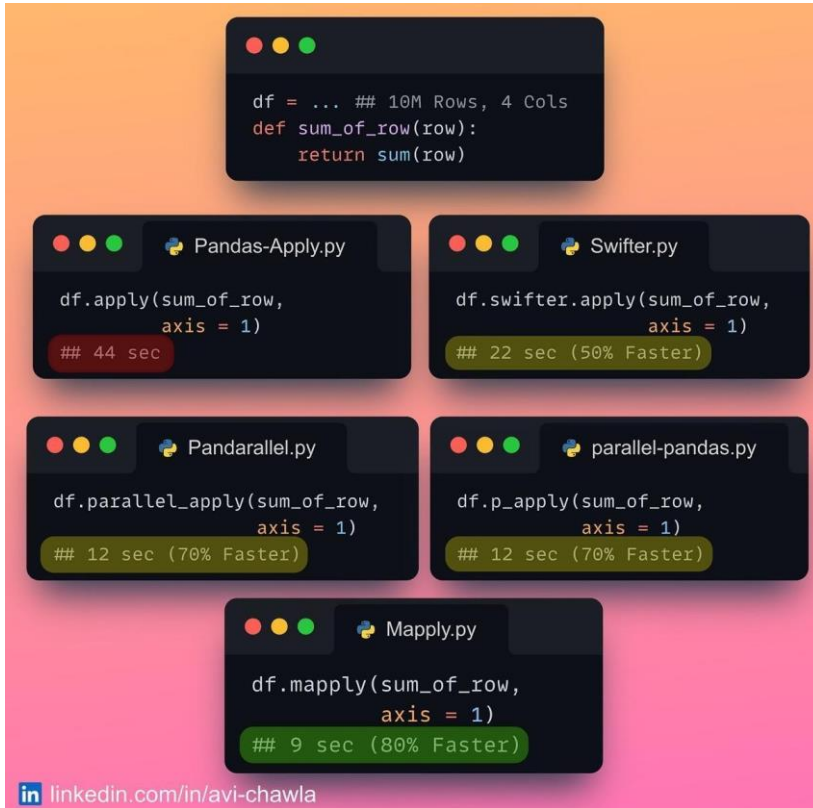 df = ... ## 10M Rows, 4 Cols
def sum_of_row(row):
    return sum(row)
Pandas-Apply.py
df.apply(sum_of_row,
         axis = 1)
## 44 sec
Swifter.py
df.swifter.apply(sum_of_row,
                 axis = 1)
## 22 sec (50% Faster)
Pandarallel.py
df.parallel_apply(sum_of_row,
                  axis = 1)
## 12 sec (70% Faster)
parallel-pandas.py
df.p_apply(sum_of_row,
           axis = 1)
## 12 sec (70% Faster)
Mapply.py
df.mapply(sum_of_row,
          axis = 1)
## 9 sec (80% Faster)
in linkedin.com/in/avi-chawla